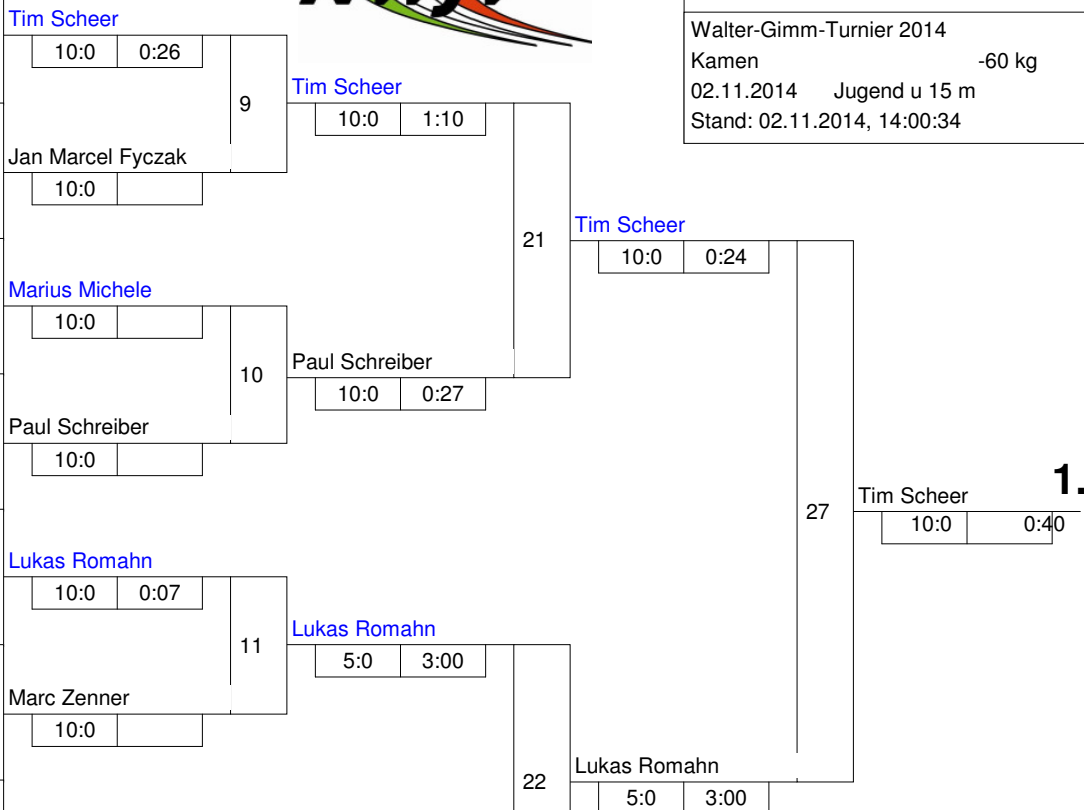 Tim Scheer
10:0 0:26
9
Jan Marcel Fyczak
10:0
Marius Michele
10:0
10
Paul Schreiber
10:0
Lukas Romahn
10:0 0:07
11
Marc Zenner
10:0
Tim Scheer
10:0 1:10
21
Paul Schreiber
10:0 0:27
Lukas Romahn
5:0 3:00
22
Tim Scheer
10:0 0:24
27
Lukas Romahn
5:0 3:00
Tim Scheer
10:0 0:40
1.
Walter-Gimm-Turnier 2014
Kamen -60 kg
02.11.2014 Jugend u 15 m
Stand: 02.11.2014, 14:00:34